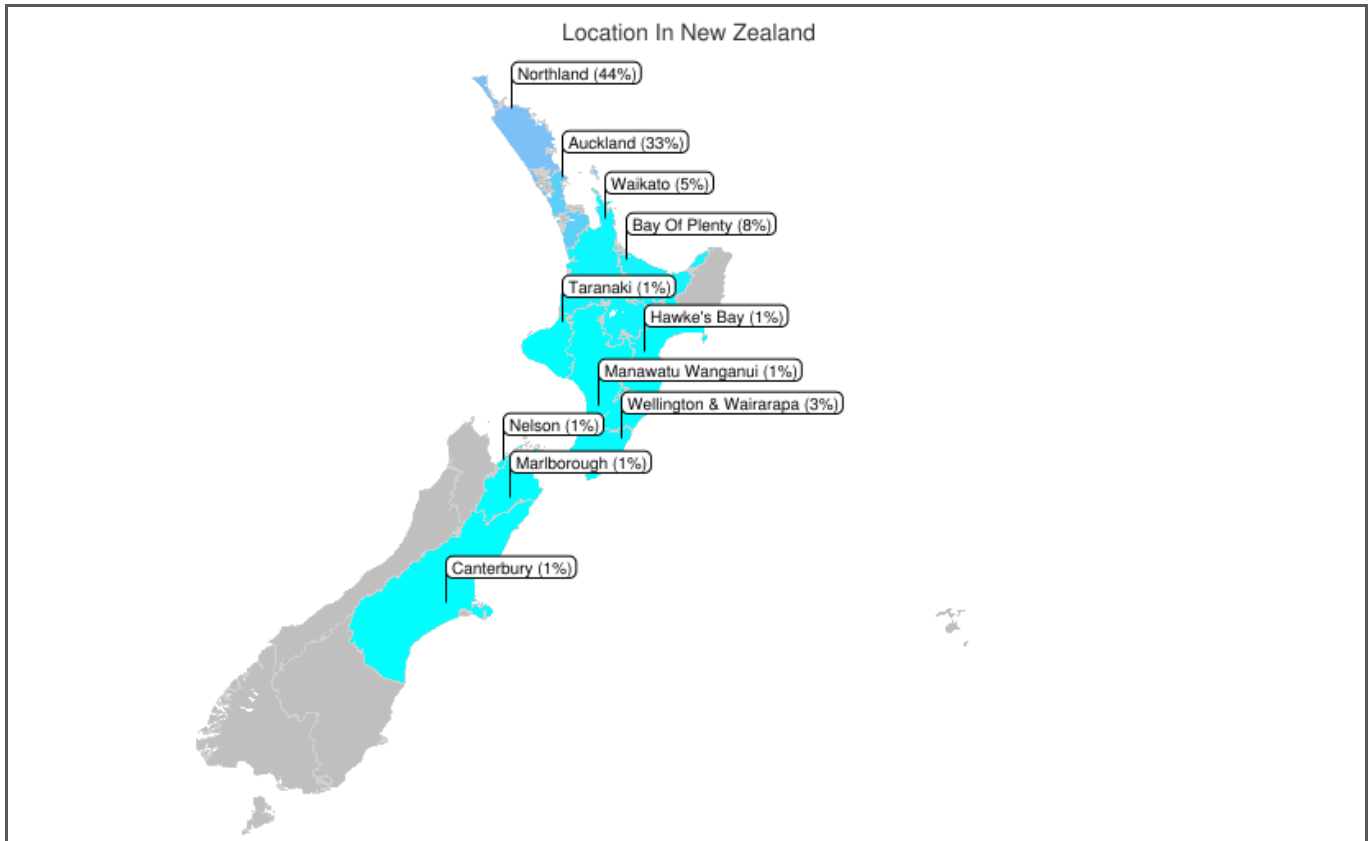 Location In New Zealand
Northland (44%)
Auckland (33%)
Waikato (5%)
Bay Of Plenty (8%)
Taranaki (1%)
Hawke's Bay (1%)
Manawatu Wanganui (1%)
Wellington & Wairarapa (3%)
Nelson (1%)
Marlborough (1%)
Canterbury (1%)